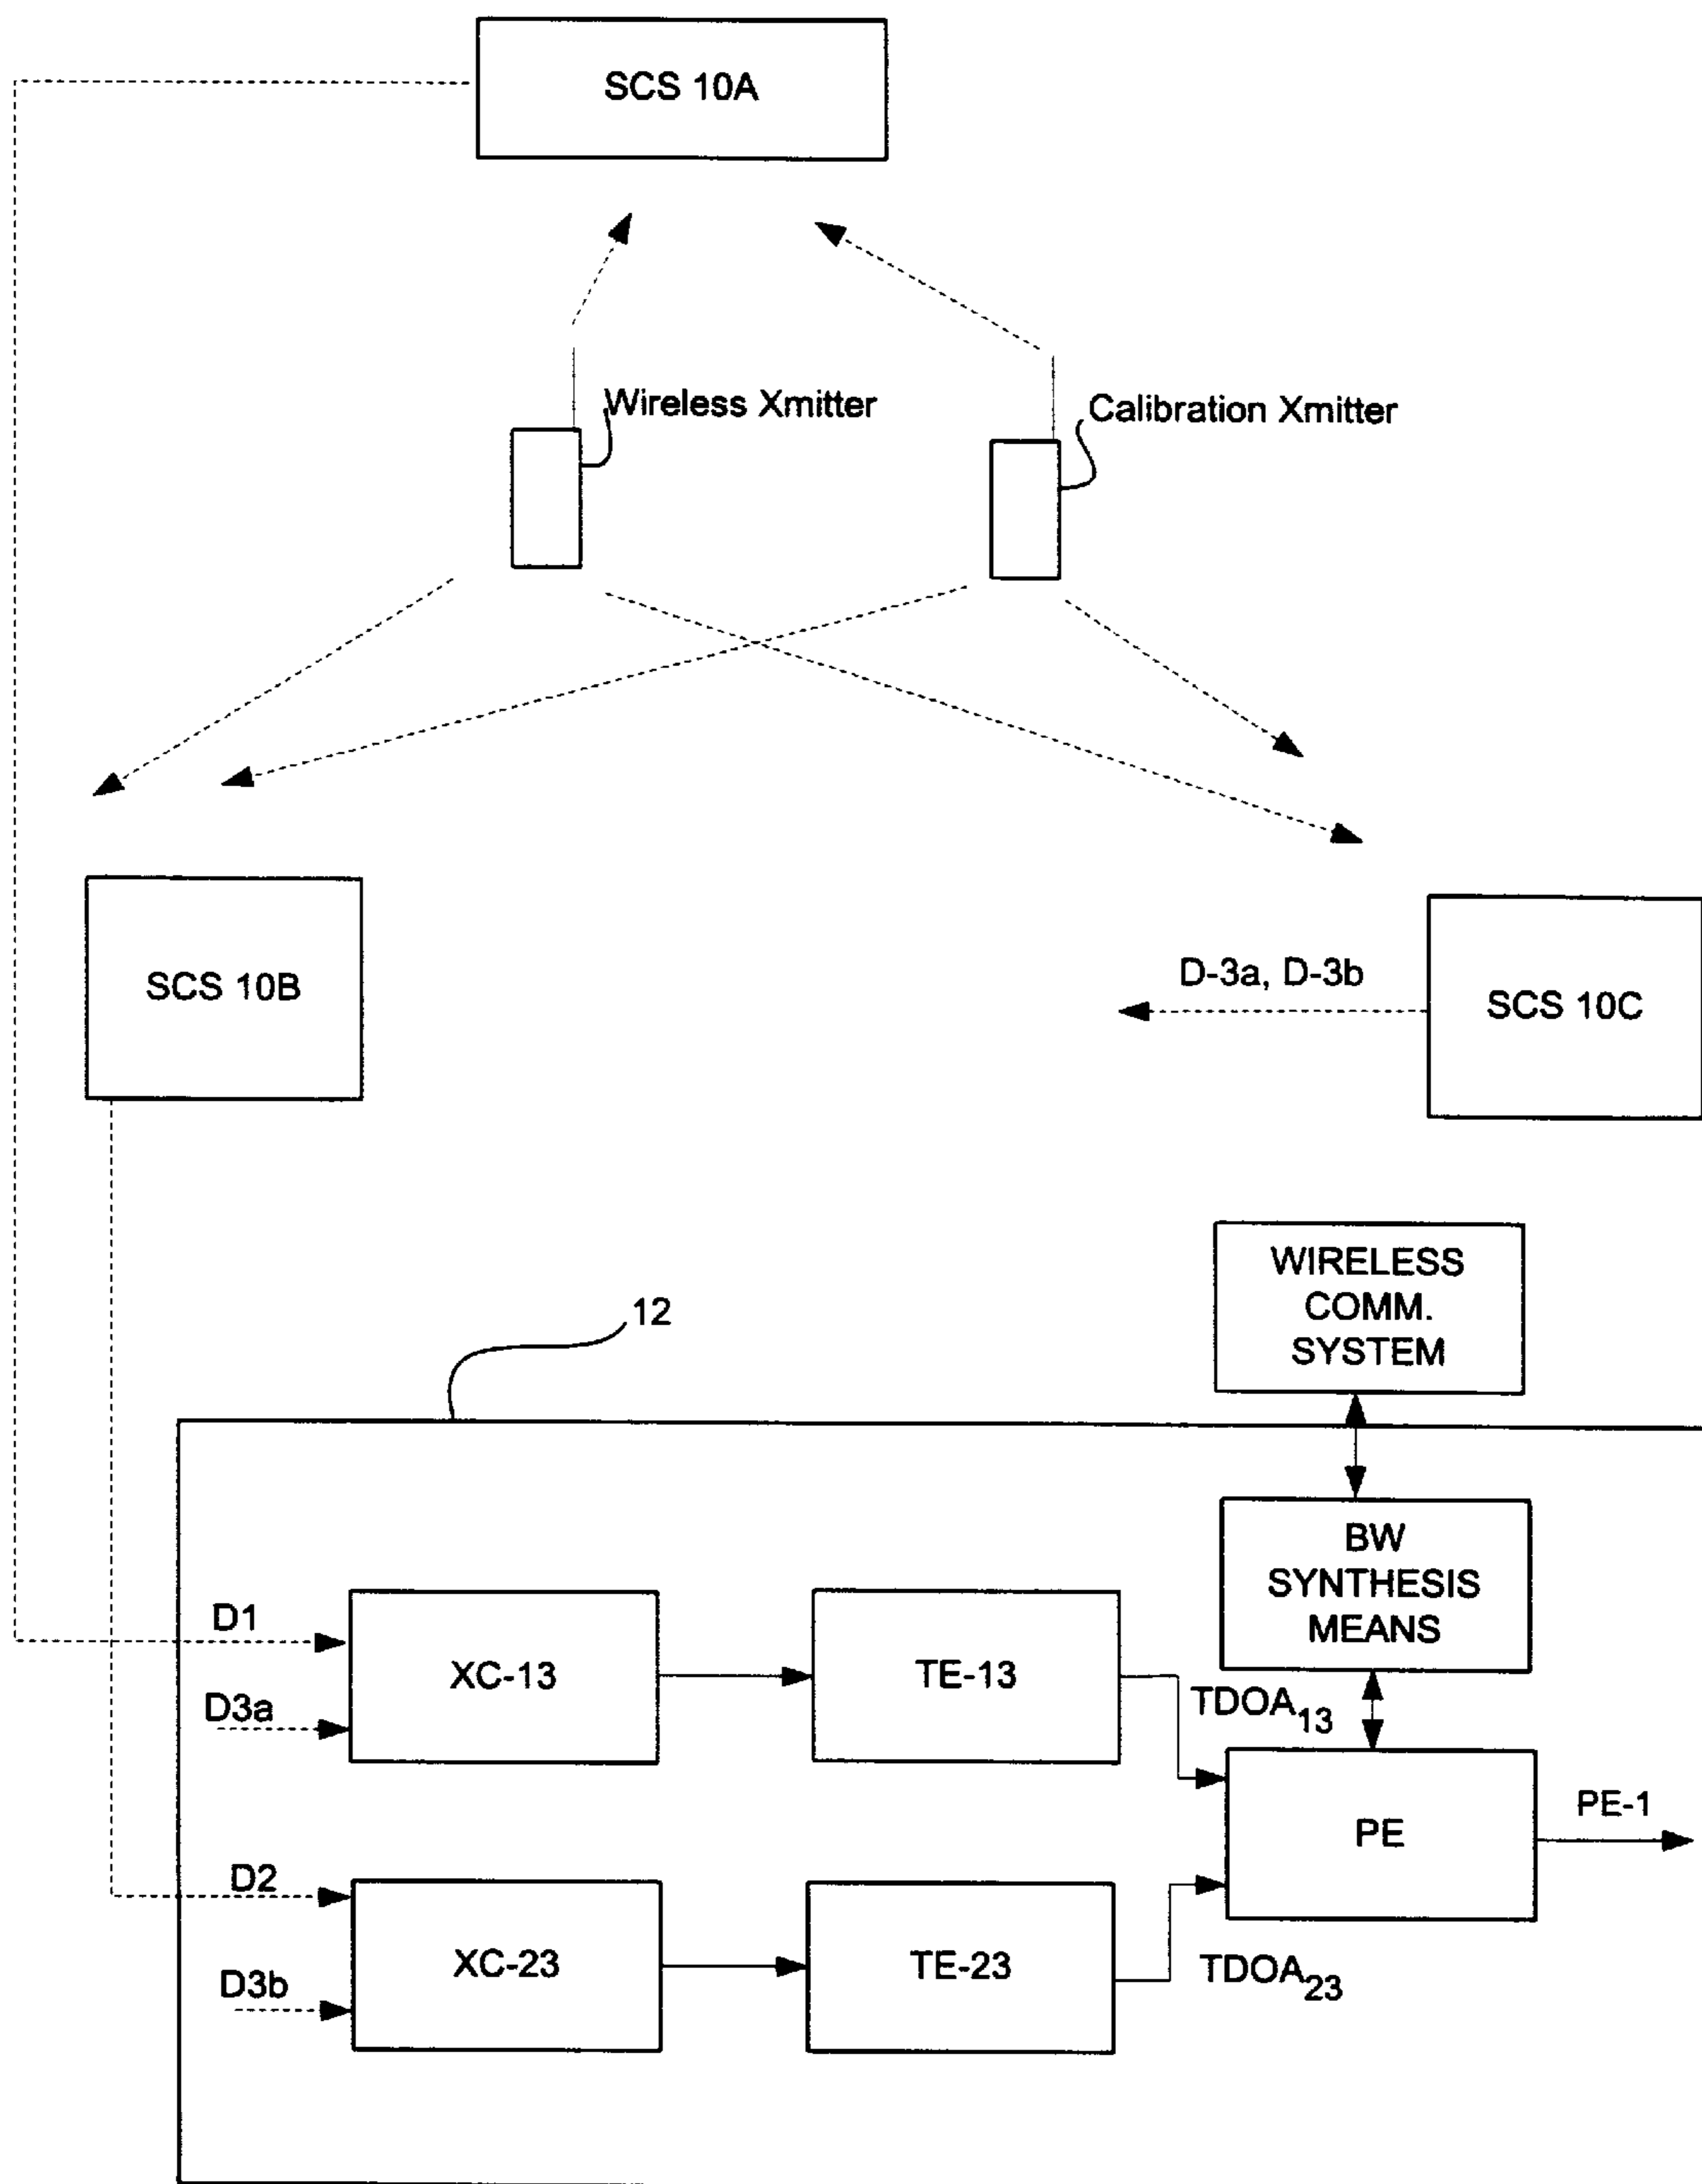 SCS 10A
Wireless Xmitter
Calibration Xmitter
SCS 10B
D-3a, D-3b
SCS 10C
WIRELESS
COMM.
SYSTEM
12
BW
SYNTHESIS
MEANS
D1
XC-13
TE-13
D3a
TDOA13
PE
PE-1
D2
XC-23
TE-23
D3b
TDOA23